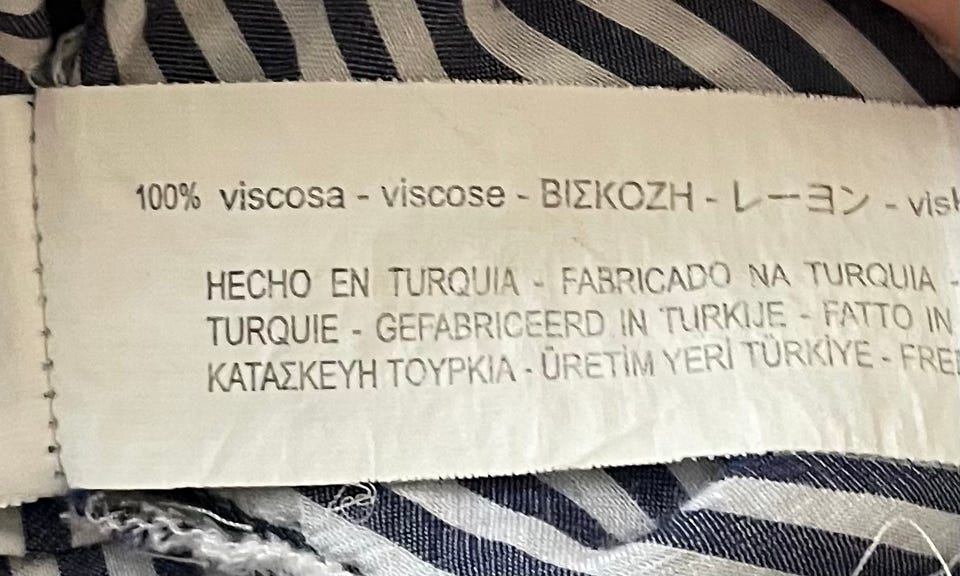 100% viscosa - viscose - ΒΙΣΚΟΖΗ - レーヨン -
HECHO EN TURQUIA - FABRICADO NA TURQUIA -
TURQUIE - GEFABRICEERD IN TURKIJE - FATTO IN
ΚΑΤΑΣΚΕΥΗ ΤΟΥΡΚΙΑ - ÜRETİM YERİ TÜRKİYE -